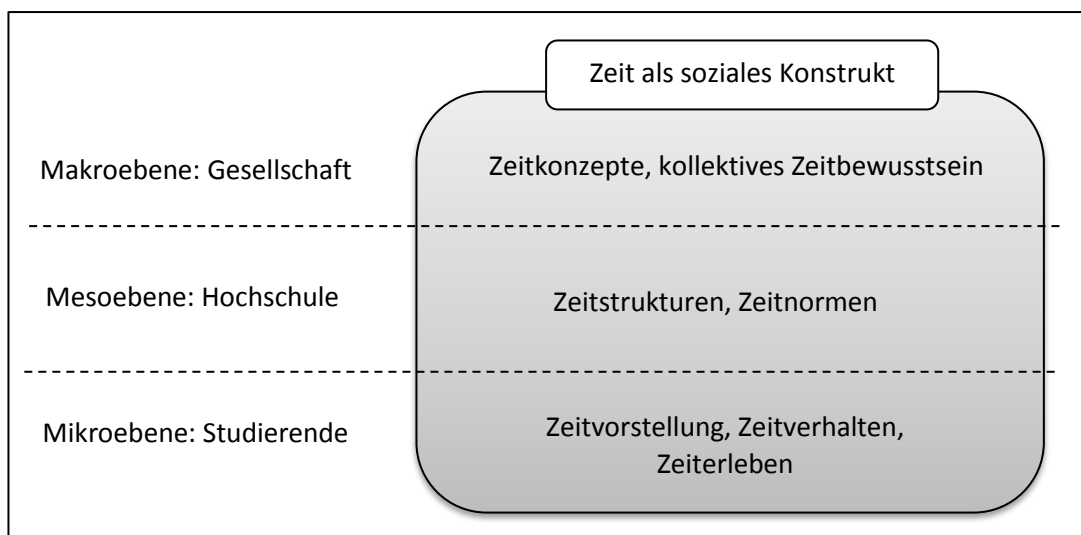 Zeit als soziales Konstrukt
Makroebene: Gesellschaft
Zeitkonzepte, kollektives Zeitbewusstsein
Mesoebene: Hochschule
Zeitstrukturen, Zeitnormen
Mikroebene: Studierende
Zeitvorstellung, Zeitverhalten,
Zeiterleben